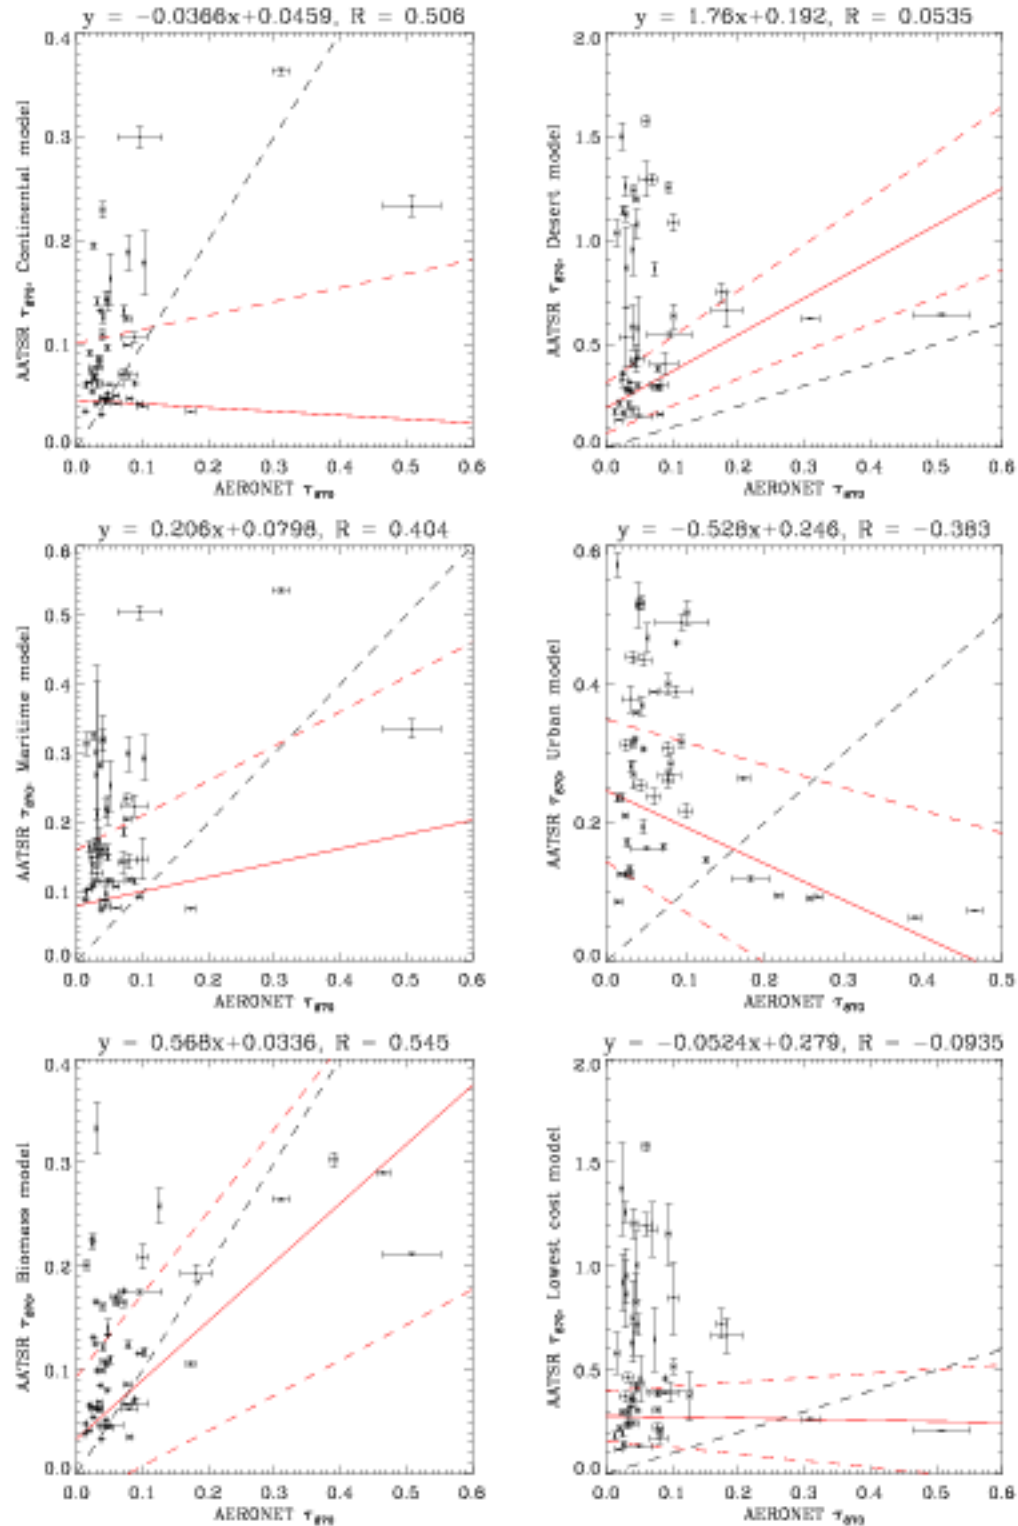 y = −0.0366x+0.0459, R = 0.506
0.4
0.3
0.2
0.1
0.0
AATSR τ₈₇₀, Continental model
0.0 0.1 0.2 0.3 0.4 0.5 0.6
AERONET τ₈₇₀
y = 1.76x+0.192, R = 0.0535
2.0
1.5
1.0
0.5
0.0
AATSR τ₈₇₀, Desert model
0.0 0.1 0.2 0.3 0.4 0.5 0.6
AERONET τ₈₇₀
y = 0.206x+0.0798, R = 0.404
0.6
0.5
0.4
0.3
0.2
0.1
0.0
AATSR τ₈₇₀, Maritime model
0.0 0.1 0.2 0.3 0.4 0.5 0.6
AERONET τ₈₇₀
y = −0.528x+0.246, R = −0.383
0.6
0.4
0.2
0.0
AATSR τ₈₇₀, Urban model
0.0 0.1 0.2 0.3 0.4 0.5
AERONET τ₈₇₀
y = 0.568x+0.0336, R = 0.545
0.4
0.3
0.2
0.1
0.0
AATSR τ₈₇₀, Biomass model
0.0 0.1 0.2 0.3 0.4 0.5 0.6
AERONET τ₈₇₀
y = −0.0524x+0.279, R = −0.0935
2.0
1.5
1.0
0.5
0.0
AATSR τ₈₇₀, Lowest cost model
0.0 0.1 0.2 0.3 0.4 0.5 0.6
AERONET τ₈₇₀